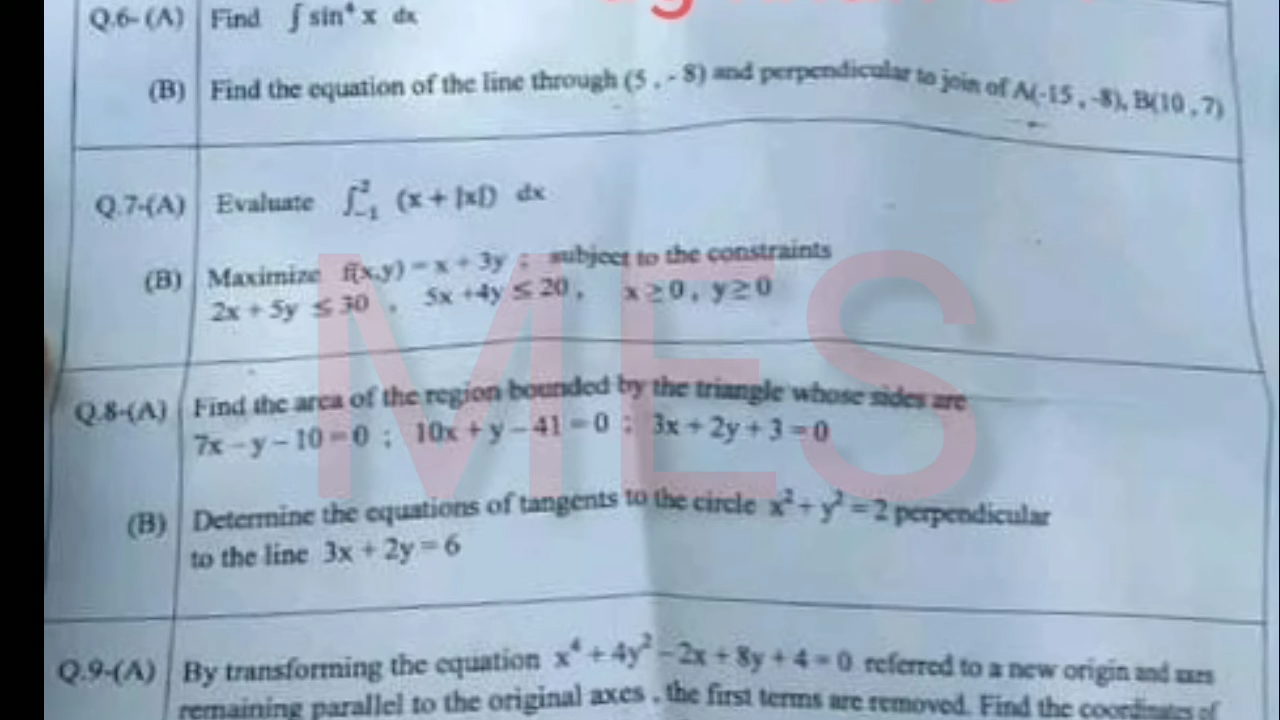 Q.6-(A) Find ∫ sin⁴ x dx
(B) Find the equation of the line through (5 , - 8) and perpendicular to join of A(-15 , -8), B(10 , 7)
Q.7-(A) Evaluate ∫₋₁² (x + |x|) dx
(B) Maximize f(x,y) = x + 3y ; subject to the constraints
2x + 5y ≤ 30 , 5x +4y ≤ 20 , x ≥ 0 , y ≥ 0
Q.8-(A) Find the area of the region bounded by the triangle whose sides are
7x – y – 10 = 0 ; 10x + y – 41 = 0 ; 3x + 2y + 3 = 0
(B) Determine the equations of tangents to the circle x² + y² = 2 perpendicular
to the line 3x + 2y = 6
Q.9-(A) By transforming the equation x⁴ + 4y² – 2x + 8y + 4 = 0 referred to a new origin and axes
remaining parallel to the original axes , the first terms are removed. Find the coordinates of
MES